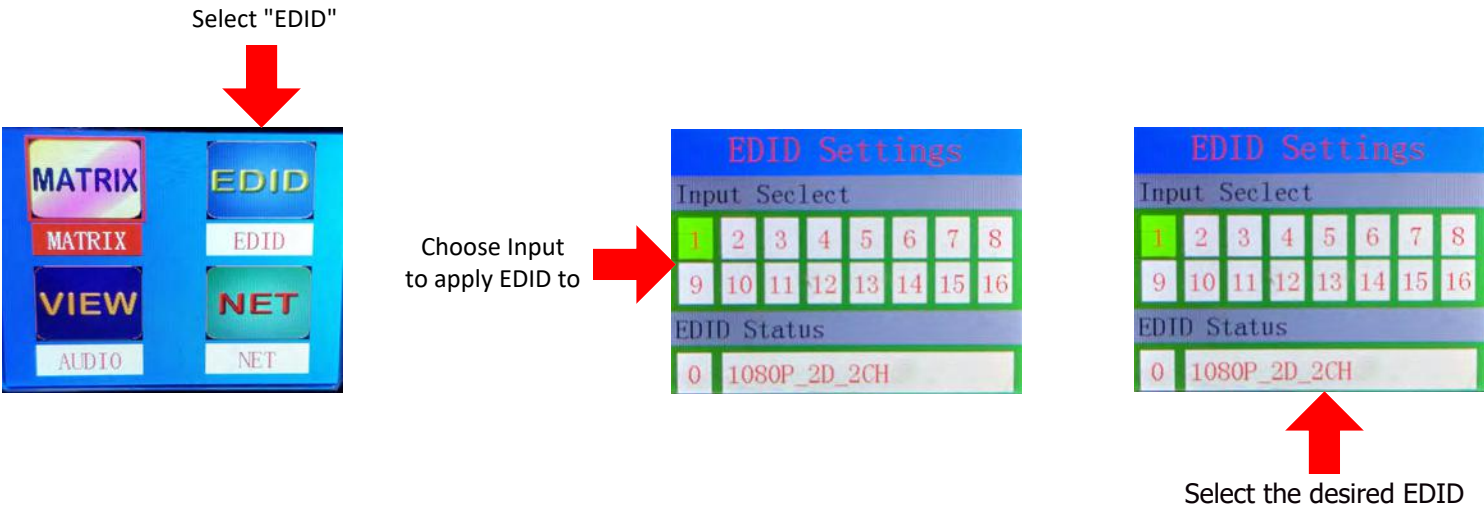 Select "EDID"
MATRIX
EDID
MATRIX
EDID
VIEW
NET
AUDIO
NET
Choose Input
to apply EDID to
EDID Settings
Input Seclect
1 2 3 4 5 6 7 8
9 10 11 12 13 14 15 16
EDID Status
0 1080P_2D_2CH
EDID Settings
Input Seclect
1 2 3 4 5 6 7 8
9 10 11 12 13 14 15 16
EDID Status
0 1080P_2D_2CH
Select the desired EDID